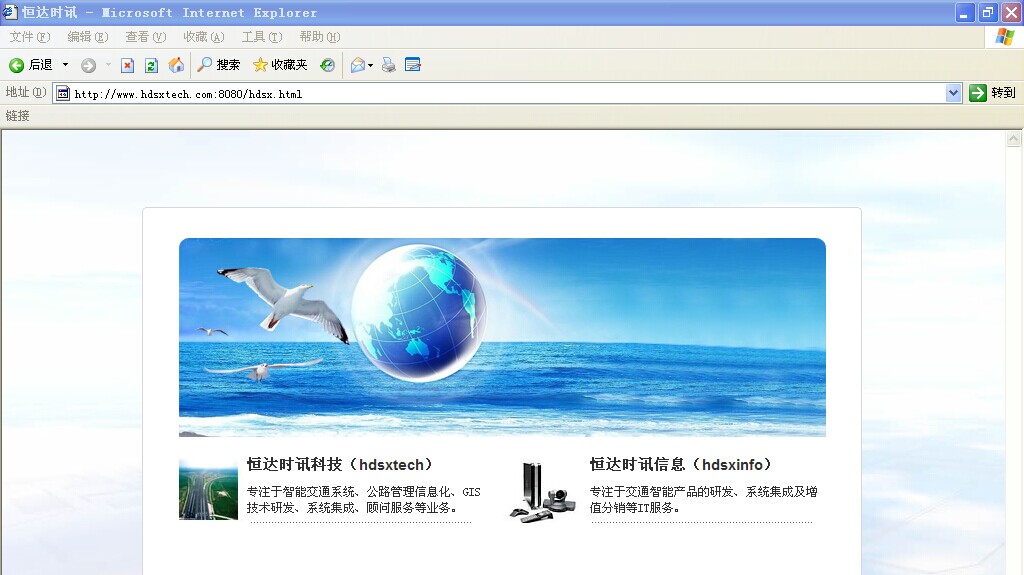 恒达时讯 - Microsoft Internet Explorer
文件(F) 编辑(E) 查看(V) 收藏(A) 工具(T) 帮助(H)
后退 搜索 收藏夹
地址(D) http://www.hdsxtech.com:8080/hdsx.html 转到
链接
恒达时讯科技（hdsxtech）
专注于智能交通系统、公路管理信息化、GIS
技术研发、系统集成、顾问服务等业务。
恒达时讯信息（hdsxinfo）
专注于交通智能产品的研发、系统集成及增
值分销等IT服务。